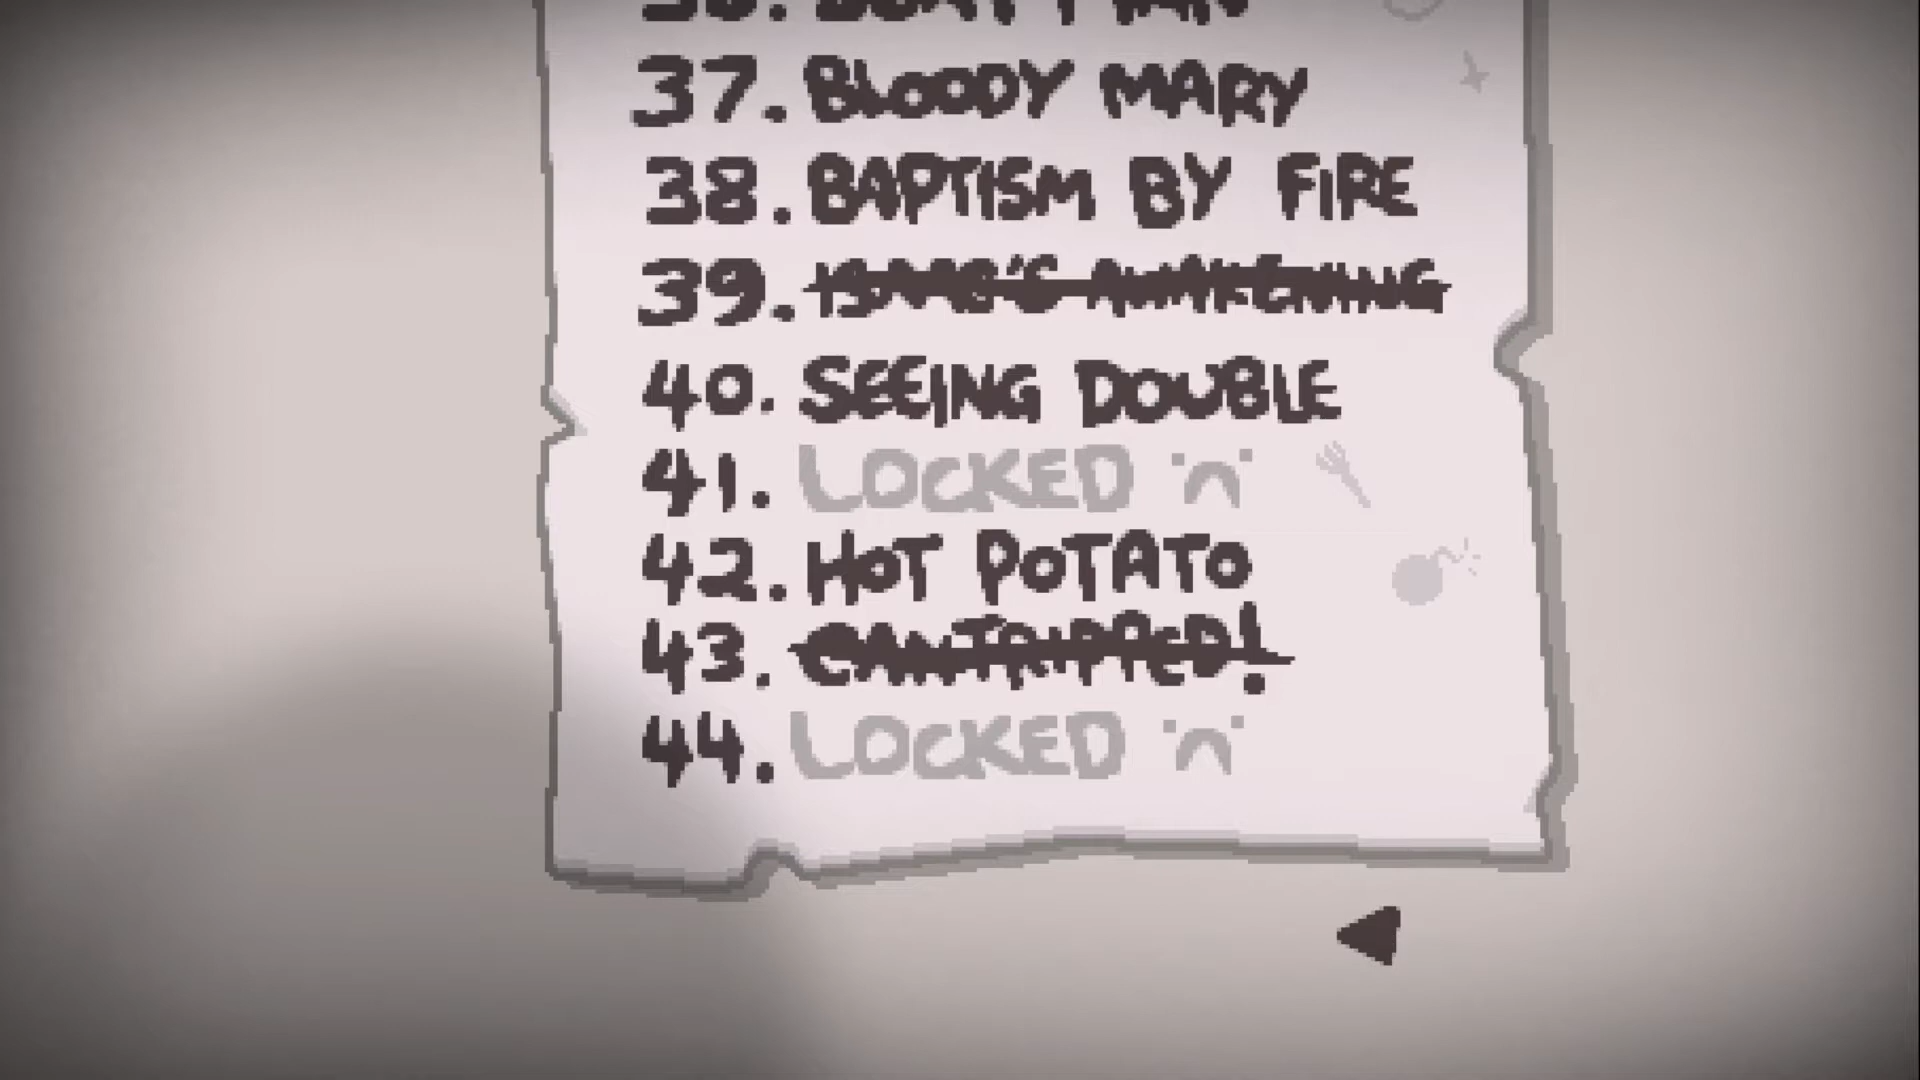 37. BLOODY MARY
38. BAPTISM BY FIRE
39. ISAAC'S AWAKENING
40. SEEING DOUBLE
41. LOCKED
42. HOT POTATO
43. CANTRIPPED!
44. LOCKED